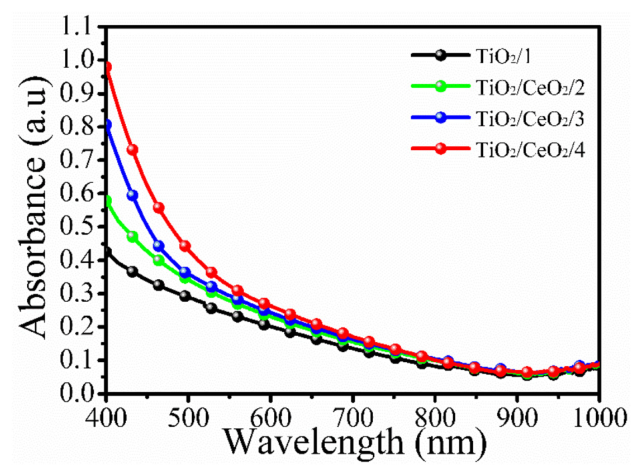 1.1
1.0
0.9
0.8
0.7
0.6
0.5
0.4
0.3
0.2
0.1
0.0
Absorbance (a.u)
TiO₂/1
TiO₂/CeO₂/2
TiO₂/CeO₂/3
TiO₂/CeO₂/4
400 500 600 700 800 900 1000
Wavelength (nm)